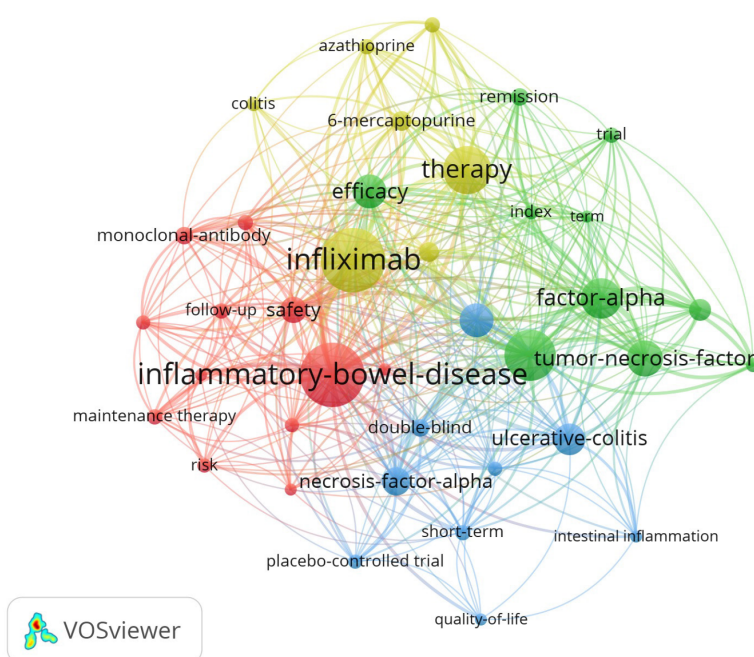 azathioprine
colitis
remission
6-mercaptopurine
trial
therapy
efficacy
index
term
monoclonal-antibody
infliximab
factor-alpha
follow-up
safety
tumor-necrosis-factor
inflammatory-bowel-disease
maintenance therapy
double-blind
ulcerative-colitis
risk
necrosis-factor-alpha
short-term
intestinal inflammation
placebo-controlled trial
quality-of-life
VOSviewer